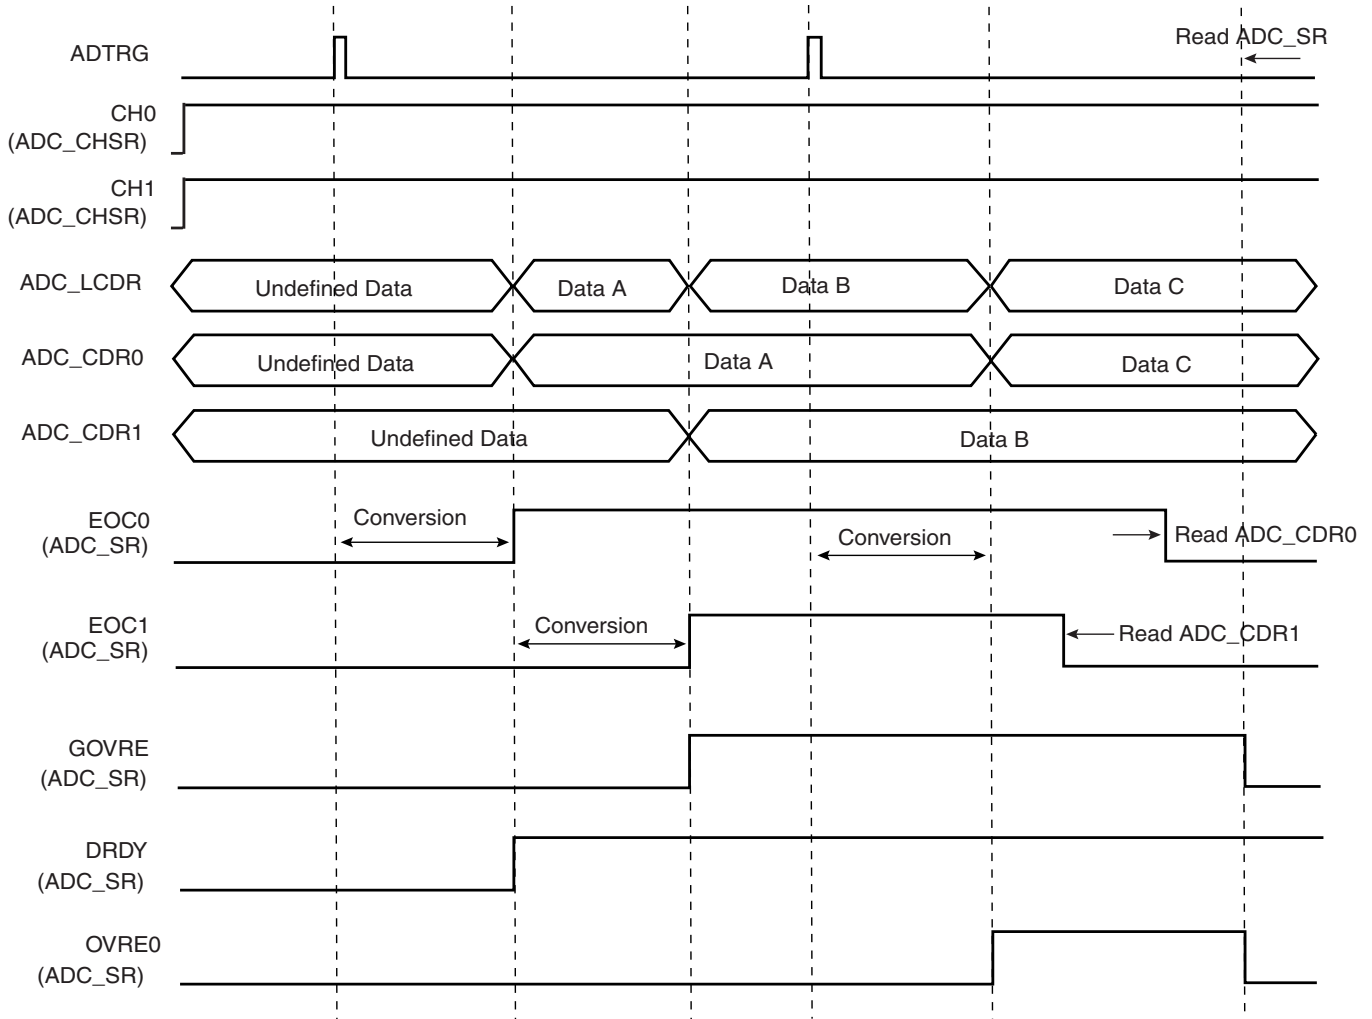 ADTRG
Read ADC_SR
CH0
(ADC_CHSR)
CH1
(ADC_CHSR)
ADC_LCDR
Undefined Data
Data A
Data B
Data C
ADC_CDR0
Undefined Data
Data A
Data C
ADC_CDR1
Undefined Data
Data B
EOC0
(ADC_SR)
Conversion
Conversion
Read ADC_CDR0
EOC1
(ADC_SR)
Conversion
Read ADC_CDR1
GOVRE
(ADC_SR)
DRDY
(ADC_SR)
OVRE0
(ADC_SR)